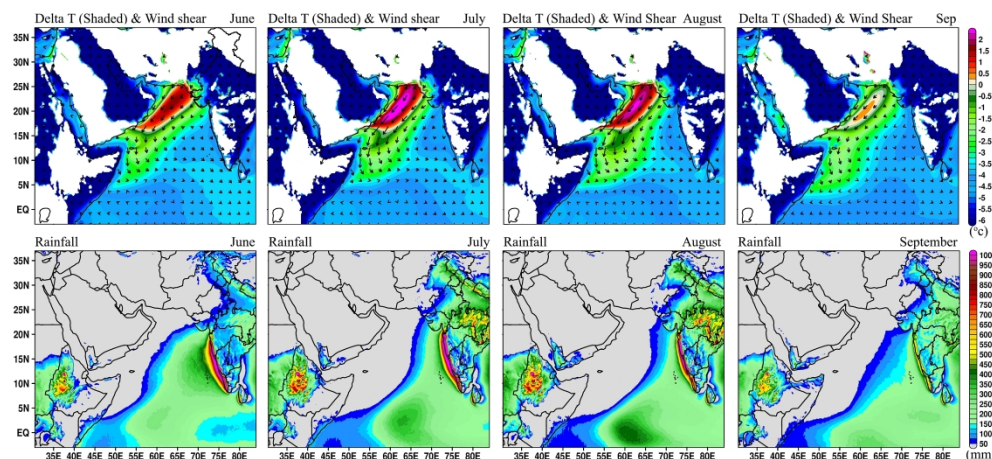 Delta T (Shaded) & Wind shear June
Delta T (Shaded) & Wind shear July
Delta T (Shaded) & Wind Shear August
Delta T (Shaded) & Wind Shear Sep
35N
30N
25N
20N
15N
10N
5N
EQ
2
1.5
1
0.5
0
-0.5
-1
-1.5
-2
-2.5
-3
-3.5
-4
-4.5
-5
-5.5
-6
(°c)
Rainfall June
Rainfall July
Rainfall August
Rainfall September
35N
30N
25N
20N
15N
10N
5N
EQ
35E 40E 45E 50E 55E 60E 65E 70E 75E 80E
35E 40E 45E 50E 55E 60E 65E 70E 75E 80E
35E 40E 45E 50E 55E 60E 65E 70E 75E 80E
35E 40E 45E 50E 55E 60E 65E 70E 75E 80E
950
900
850
800
750
700
650
600
550
500
450
400
350
300
250
200
150
100
50
(mm)